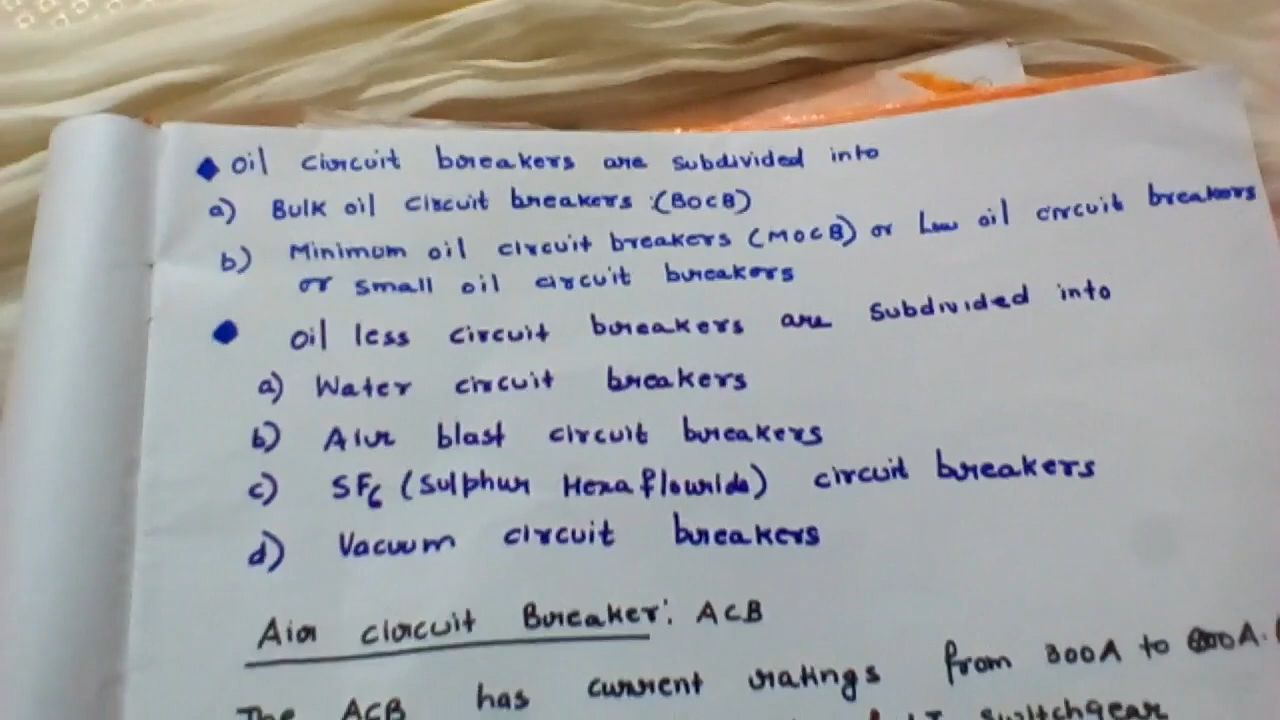 oil circuit breakers are subdivided into
a) Bulk oil circuit breakers (BOCB)
b) Minimum oil circuit breakers (MOCB) or Low oil circuit breakers
or small oil circuit breakers
oil less circuit breakers are subdivided into
a) Water circuit breakers
b) Air blast circuit breakers
c) SF6 (Sulphur Hexaflouride) circuit breakers
d) Vacuum circuit breakers
Air circuit Breaker: ACB
The ACB has current ratings from 300A to
switchgear